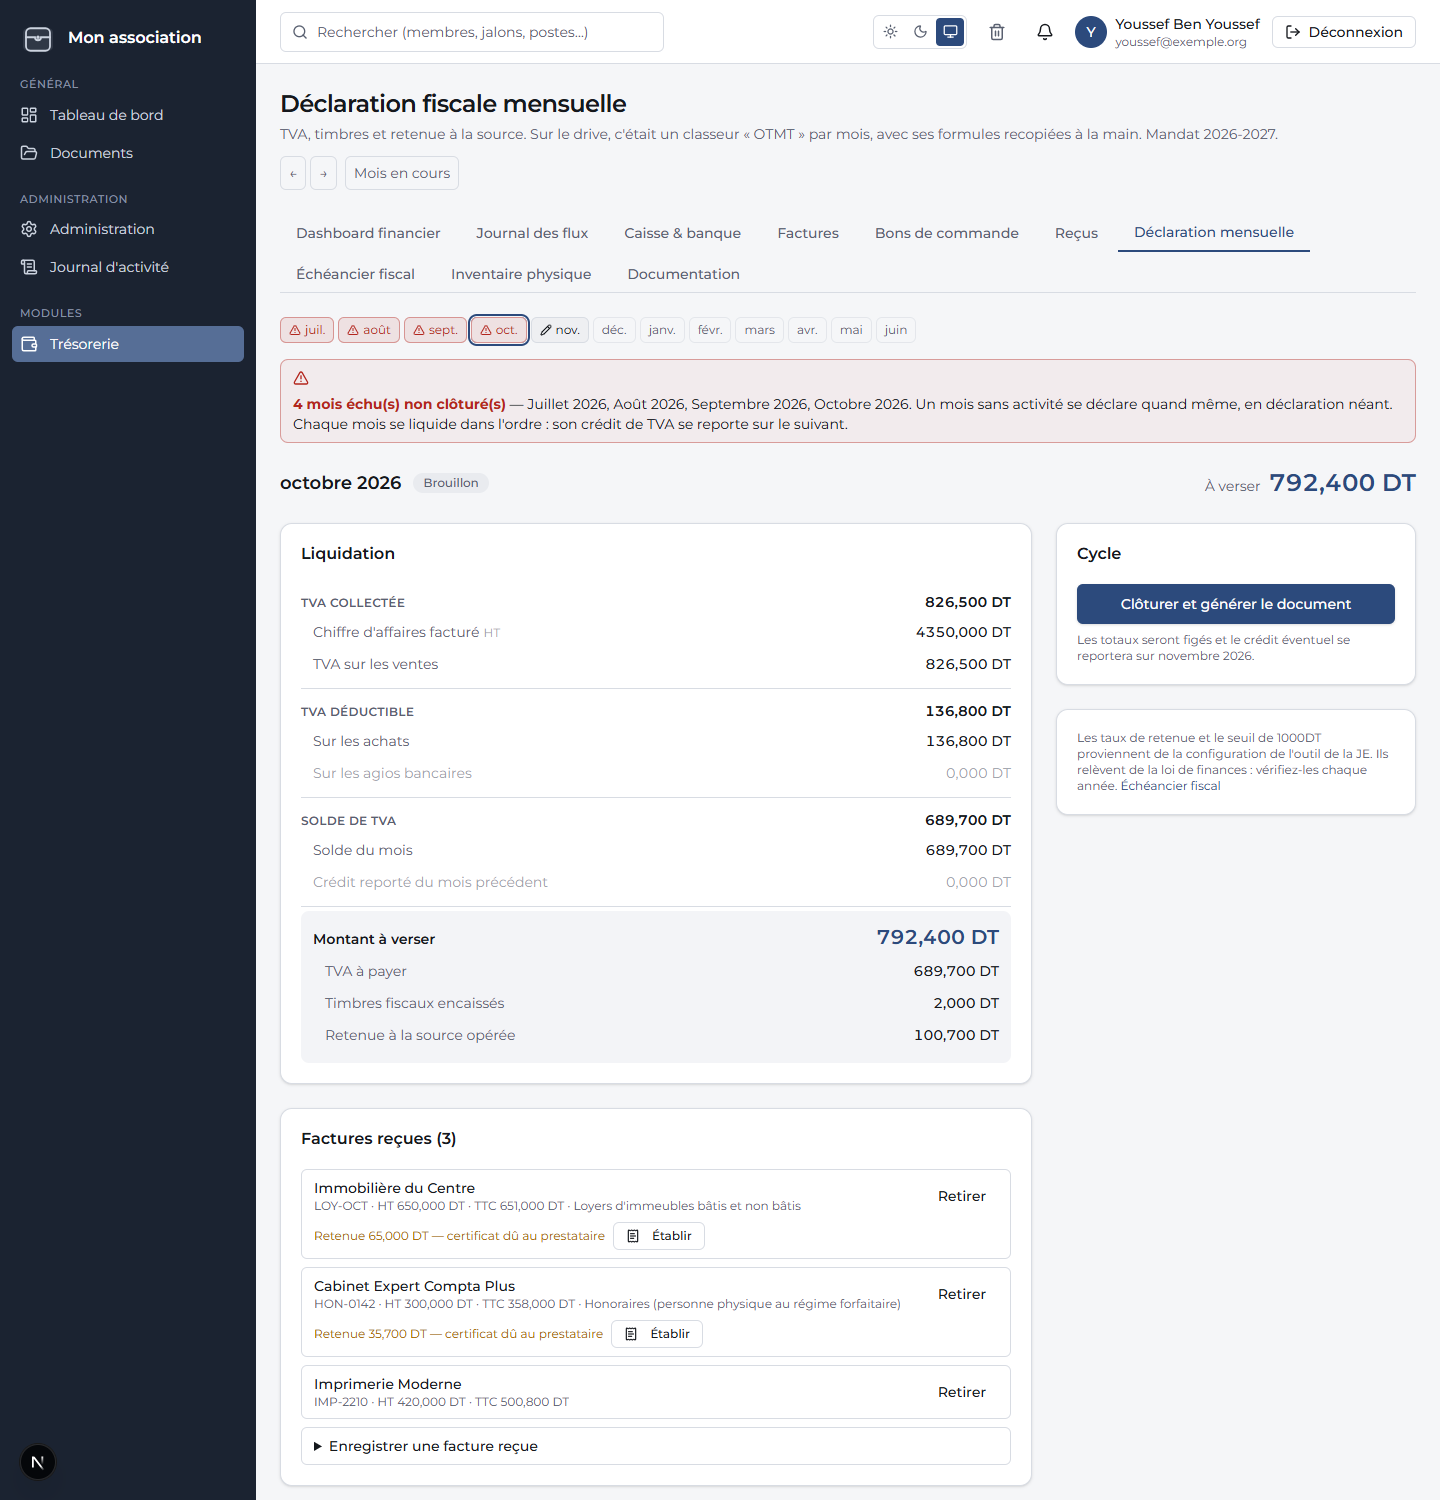 Mon association
Rechercher (membres, jalons, postes...)
Y
Youssef Ben Youssef
youssef@exemple.org
Déconnexion
GÉNÉRAL
Tableau de bord
Documents
ADMINISTRATION
Administration
Journal d'activité
MODULES
Trésorerie
Déclaration fiscale mensuelle
TVA, timbres et retenue à la source. Sur le drive, c'était un classeur « OTMT » par mois, avec ses formules recopiées à la main. Mandat 2026-2027.
← → Mois en cours
Dashboard financier Journal des flux Caisse & banque Factures Bons de commande Reçus Déclaration mensuelle
Échéancier fiscal Inventaire physique Documentation
juil. août sept. oct. nov. déc. janv. févr. mars avr. mai juin
4 mois échu(s) non clôturé(s) — Juillet 2026, Août 2026, Septembre 2026, Octobre 2026. Un mois sans activité se déclare quand même, en déclaration néant.
Chaque mois se liquide dans l'ordre : son crédit de TVA se reporte sur le suivant.
octobre 2026 Brouillon
À verser 792,400 DT
Liquidation
TVA COLLECTÉE 826,500 DT
Chiffre d'affaires facturé HT 4350,000 DT
TVA sur les ventes 826,500 DT
TVA DÉDUCTIBLE 136,800 DT
Sur les achats 136,800 DT
Sur les agios bancaires 0,000 DT
SOLDE DE TVA 689,700 DT
Solde du mois 689,700 DT
Crédit reporté du mois précédent 0,000 DT
Montant à verser 792,400 DT
TVA à payer 689,700 DT
Timbres fiscaux encaissés 2,000 DT
Retenue à la source opérée 100,700 DT
Cycle
Clôturer et générer le document
Les totaux seront figés et le crédit éventuel se
reportera sur novembre 2026.
Les taux de retenue et le seuil de 1000DT
proviennent de la configuration de l'outil de la JE. Ils
relèvent de la loi de finances : vérifiez-les chaque
année. Échéancier fiscal
Factures reçues (3)
Immobilière du Centre
LOY-OCT · HT 650,000 DT · TTC 651,000 DT · Loyers d'immeubles bâtis et non bâtis
Retirer
Retenue 65,000 DT — certificat dû au prestataire Établir
Cabinet Expert Compta Plus
HON-0142 · HT 300,000 DT · TTC 358,000 DT · Honoraires (personne physique au régime forfaitaire)
Retirer
Retenue 35,700 DT — certificat dû au prestataire Établir
Imprimerie Moderne
IMP-2210 · HT 420,000 DT · TTC 500,800 DT
Retirer
▶ Enregistrer une facture reçue
N